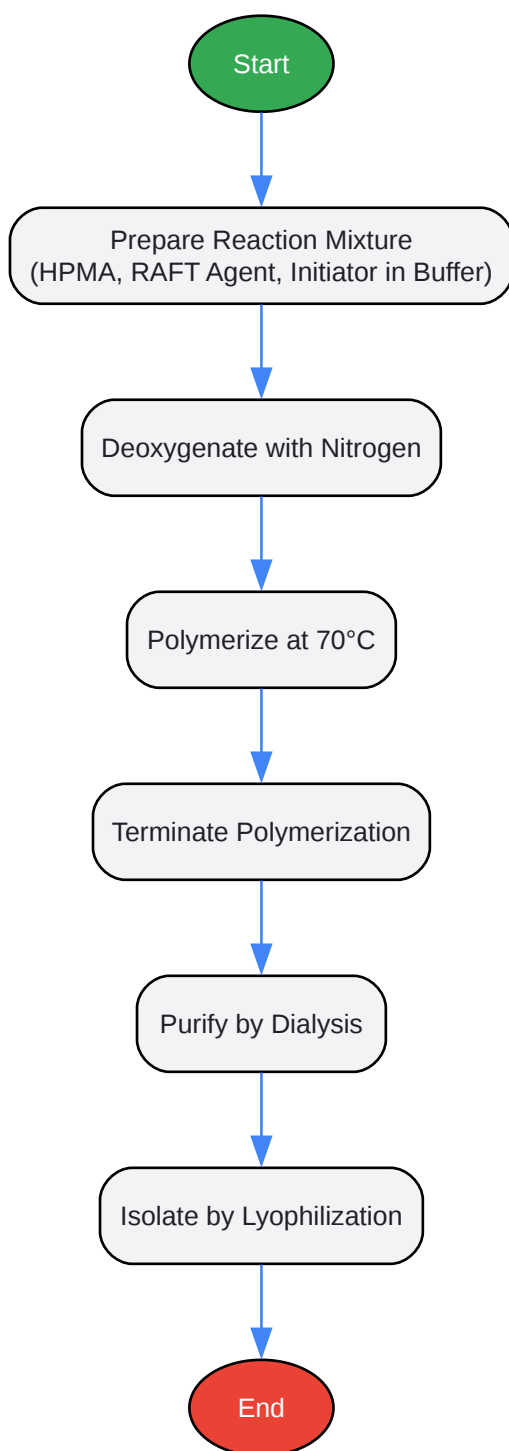 Start
Prepare Reaction Mixture
(HPMA, RAFT Agent, Initiator in Buffer)
Deoxygenate with Nitrogen
Polymerize at 70°C
Terminate Polymerization
Purify by Dialysis
Isolate by Lyophilization
End